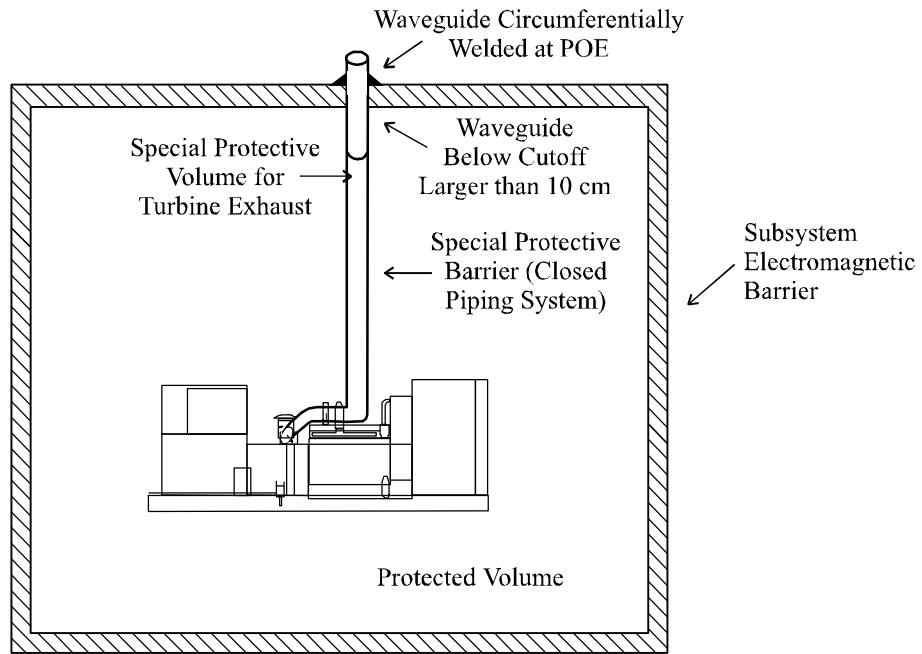 Waveguide Circumferentially
Welded at POE
Waveguide
Below Cutoff
Larger than 10 cm
Special Protective
Volume for
Turbine Exhaust
Special Protective
Barrier (Closed
Piping System)
Subsystem
Electromagnetic
Barrier
Protected Volume